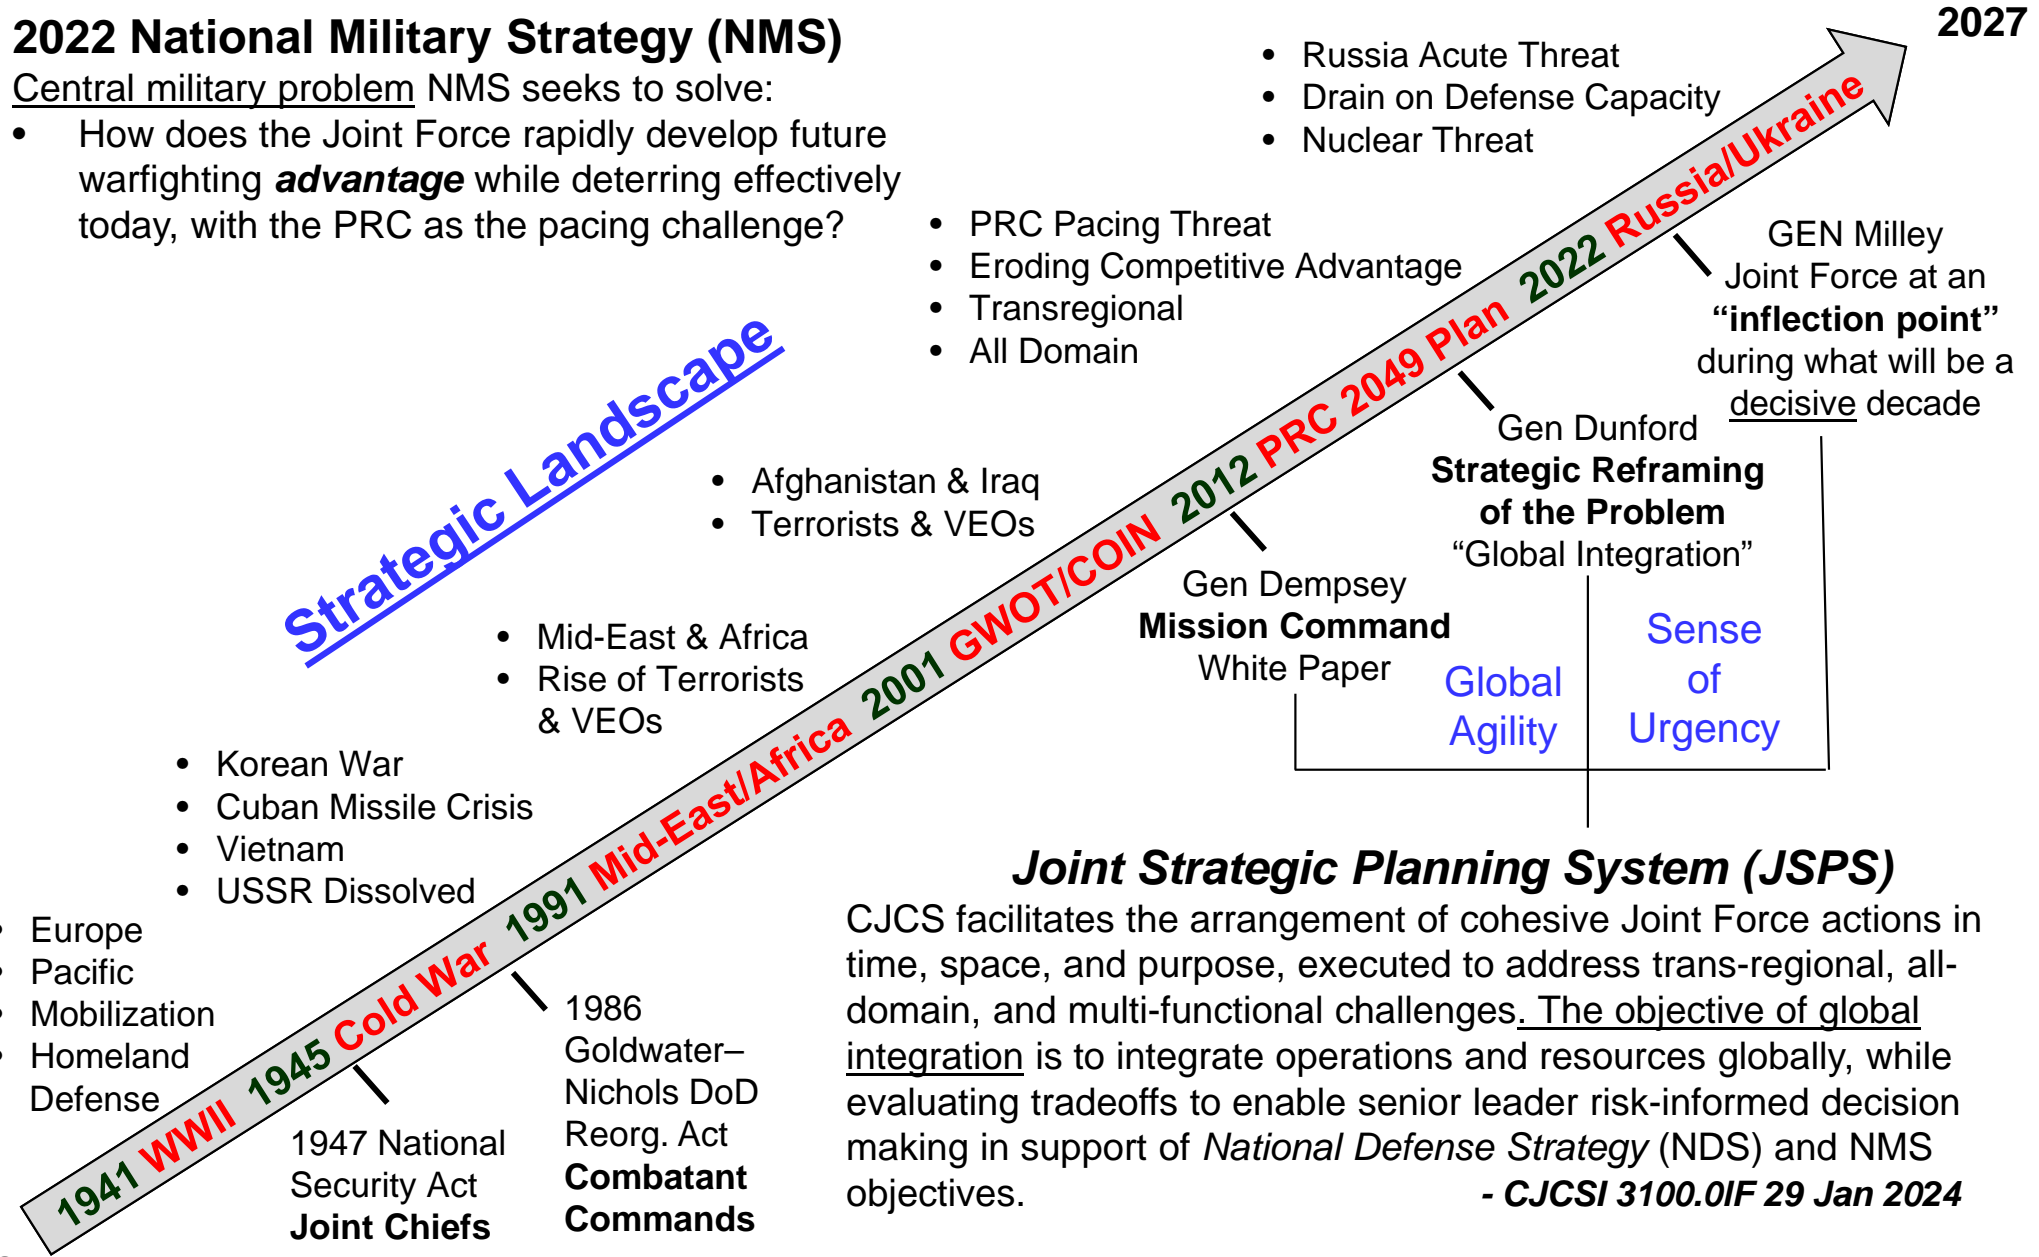 2022 National Military Strategy (NMS)
Central military problem NMS seeks to solve:
• How does the Joint Force rapidly develop future
warfighting advantage while deterring effectively
today, with the PRC as the pacing challenge?
2027
• Russia Acute Threat
• Drain on Defense Capacity
• Nuclear Threat
• PRC Pacing Threat
• Eroding Competitive Advantage
• Transregional
• All Domain
Strategic Landscape
• Afghanistan & Iraq
• Terrorists & VEOs
• Mid-East & Africa
• Rise of Terrorists
& VEOs
• Korean War
• Cuban Missile Crisis
• Vietnam
• USSR Dissolved
• Europe
• Pacific
• Mobilization
• Homeland
Defense
1941 WWII 1945 Cold War 1991 Mid-East/Africa 2001 GWOT/COIN 2012 PRC 2049 Plan 2022 Russia/Ukraine
1947 National
Security Act
Joint Chiefs
1986
Goldwater–
Nichols DoD
Reorg. Act
Combatant
Commands
Gen Dempsey
Mission Command
White Paper
Gen Dunford
Strategic Reframing
of the Problem
“Global Integration”
GEN Milley
Joint Force at an
“inflection point”
during what will be a
decisive decade
Global
Agility
Sense
of
Urgency
Joint Strategic Planning System (JSPS)
CJCS facilitates the arrangement of cohesive Joint Force actions in
time, space, and purpose, executed to address trans-regional, all-
domain, and multi-functional challenges. The objective of global
integration is to integrate operations and resources globally, while
evaluating tradeoffs to enable senior leader risk-informed decision
making in support of National Defense Strategy (NDS) and NMS
objectives.
- CJCSI 3100.0IF 29 Jan 2024